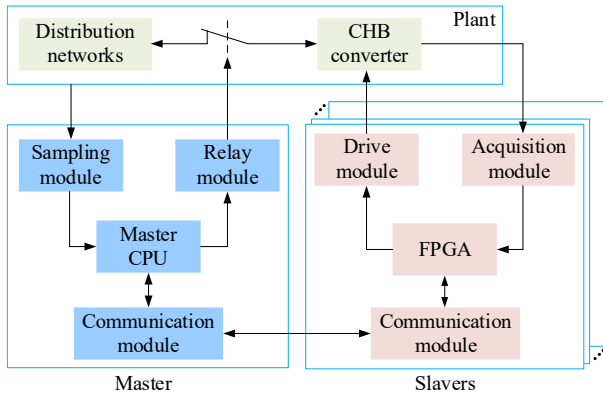 Plant
Distribution
networks
CHB
converter
Sampling
module
Relay
module
Drive
module
Acquisition
module
Master
CPU
FPGA
Communication
module
Communication
module
Master
Slavers